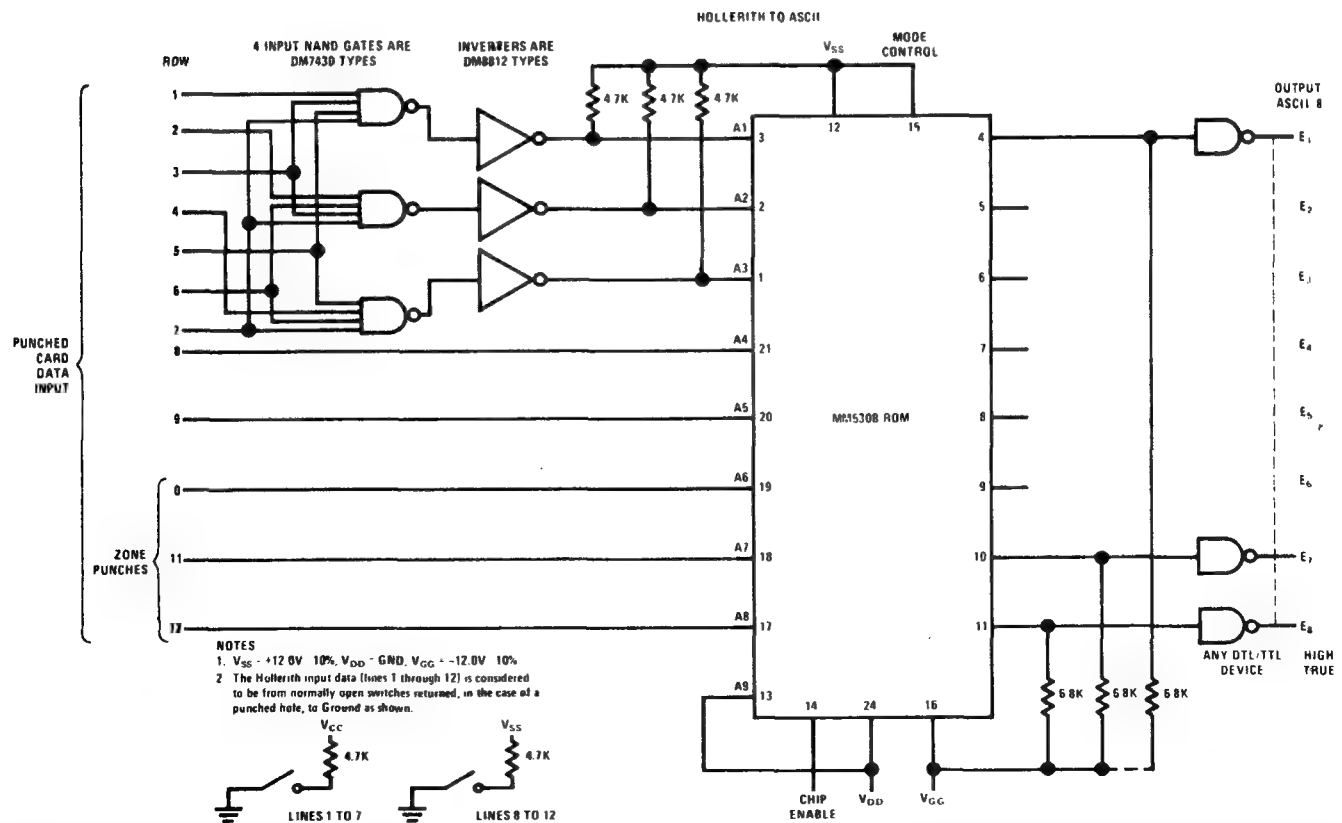 HOLLERITH TO ASCII
4 INPUT NAND GATES ARE
DM7430 TYPES
INVERTERS ARE
DM8812 TYPES
VSS
MODE
CONTROL
ROW
1
2
3
4
5
6
7
8
9
0
11
12
PUNCHED
CARD
DATA
INPUT
ZONE
PUNCHES
4.7K
4.7K
4.7K
A1
3
A2
2
A3
1
A4
21
A5
20
A6
19
A7
18
A8
17
A9
13
12
15
MM5308 ROM
4
5
6
7
8
9
10
11
14
24
16
CHIP
ENABLE
VDD
VGG
6.8K
6.8K
6.8K
OUTPUT
ASCII 8
E1
E2
E3
E4
E5
E6
E7
E8
ANY DTL/TTL
DEVICE
HIGH
TRUE
NOTES
1. VSS - +12.0V 10%, VDD - GND, VGG = -12.0V 10%
2 The Hollerith input data (lines 1 through 12) is considered
to be from normally open switches returned, in the case of a
punched hole, to Ground as shown.
VCC
4.7K
LINES 1 TO 7
VSS
4.7K
LINES 8 TO 12